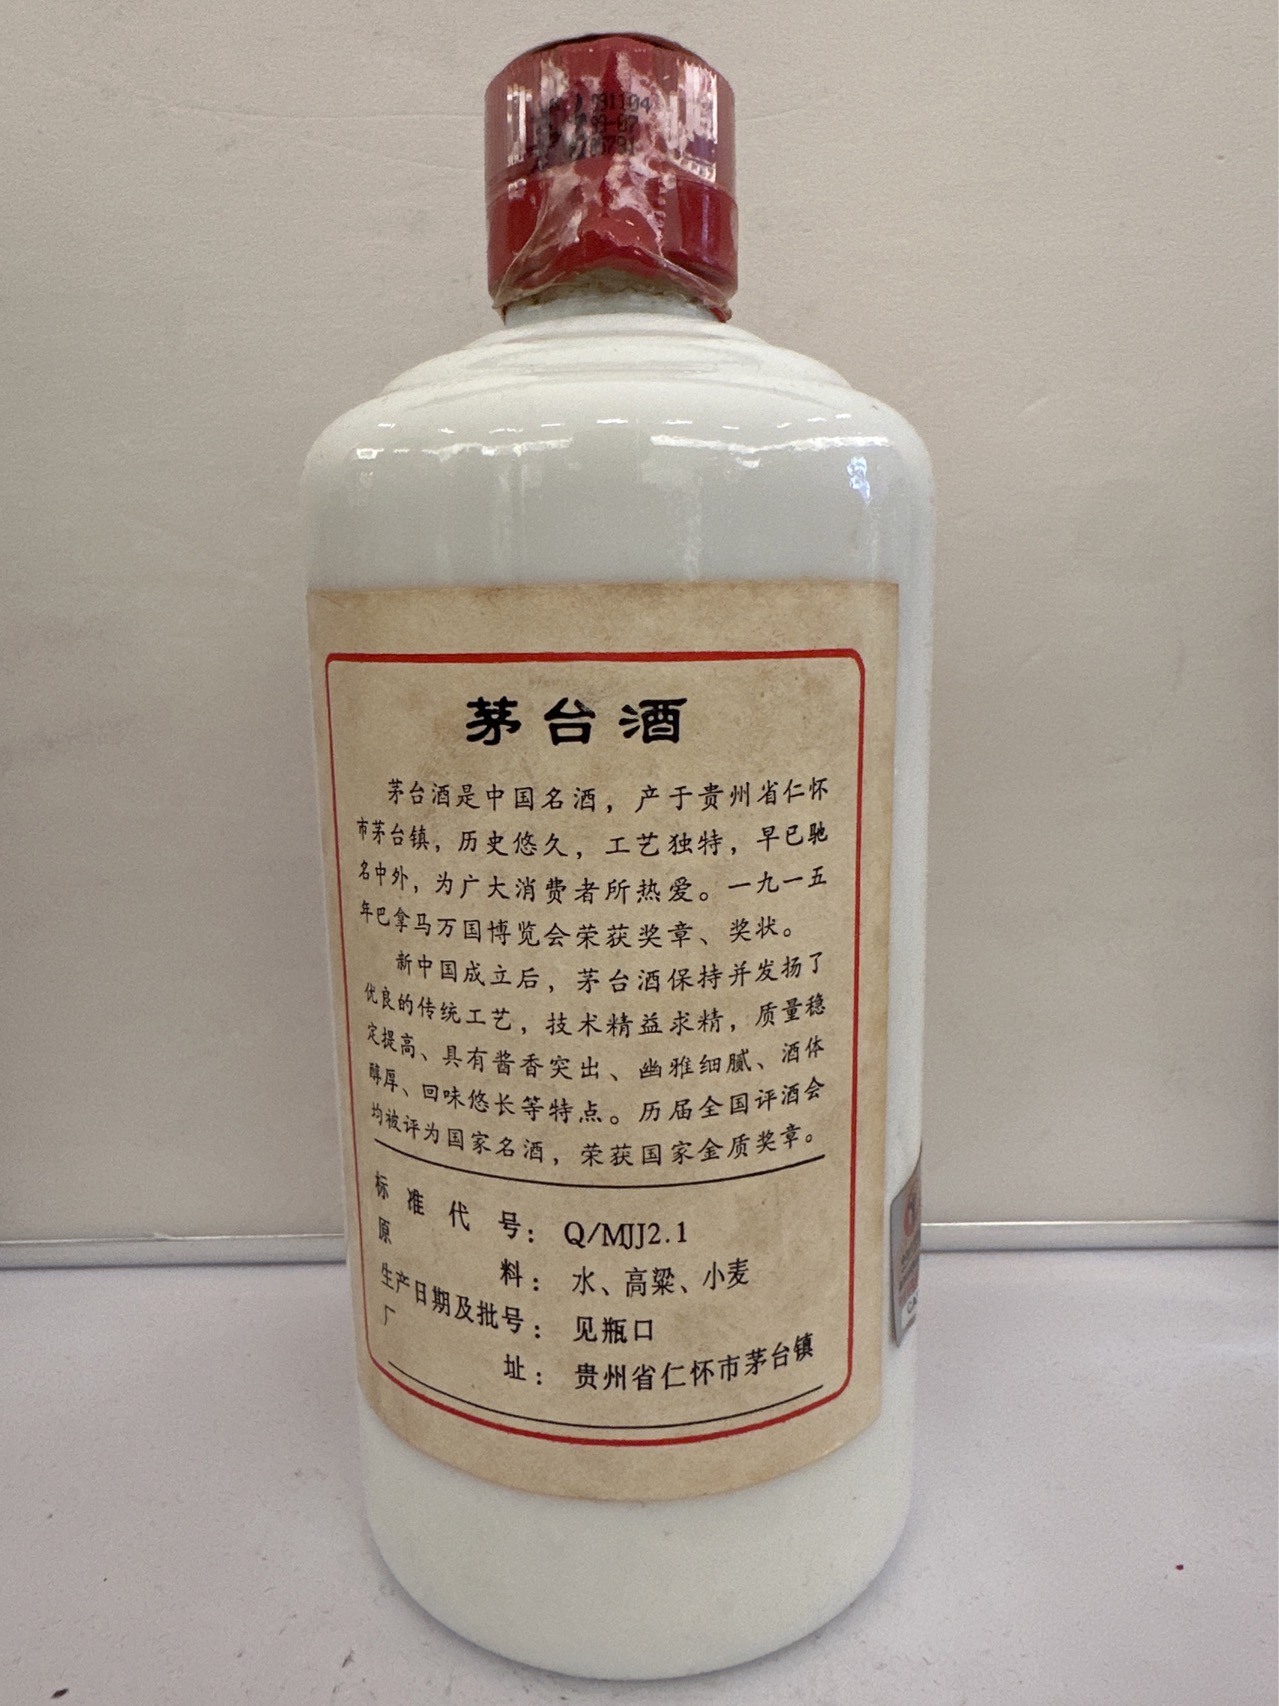 991104
99-07
茅台酒
茅台酒是中国名酒，产于贵州省仁怀
市茅台镇，历史悠久，工艺独特，早已驰
名中外，为广大消费者所热爱。一九一五
年巴拿马万国博览会荣获奖章、奖状。
新中国成立后，茅台酒保持并发扬了
优良的传统工艺，技术精益求精，质量稳
定提高、具有酱香突出、幽雅细腻、酒体
醇厚、回味悠长等特点。历届全国评酒会
均被评为国家名酒，荣获国家金质奖章。
标准代号：Q/MJJ2.1
原料：水、高粱、小麦
生产日期及批号：见瓶口
厂址：贵州省仁怀市茅台镇